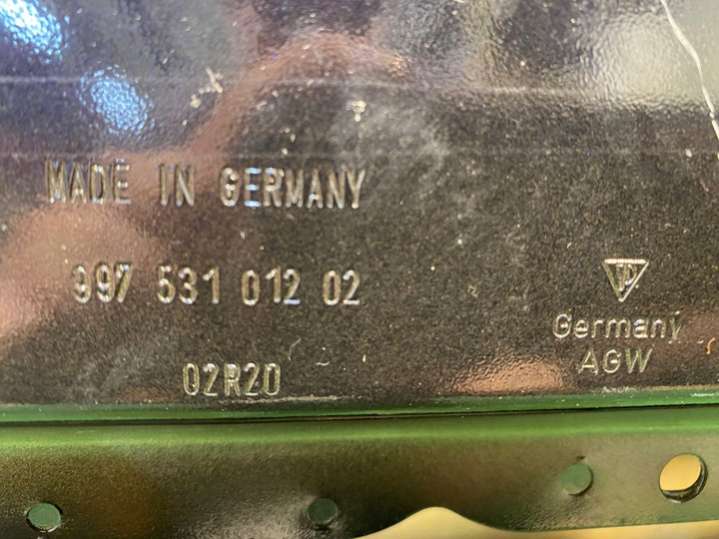 MADE IN GERMANY
997 531 012 02
02R20
Germany
AGW